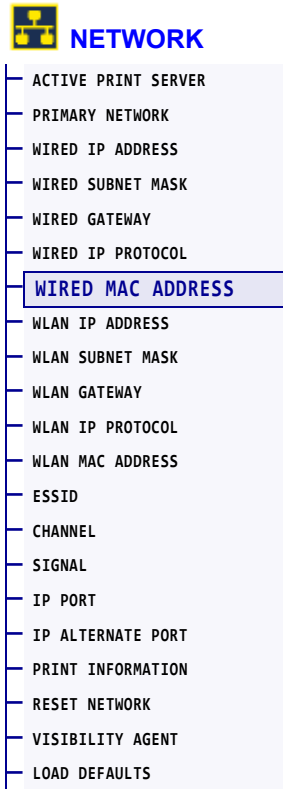 NETWORK
ACTIVE PRINT SERVER
PRIMARY NETWORK
WIRED IP ADDRESS
WIRED SUBNET MASK
WIRED GATEWAY
WIRED IP PROTOCOL
WIRED MAC ADDRESS
WLAN IP ADDRESS
WLAN SUBNET MASK
WLAN GATEWAY
WLAN IP PROTOCOL
WLAN MAC ADDRESS
ESSID
CHANNEL
SIGNAL
IP PORT
IP ALTERNATE PORT
PRINT INFORMATION
RESET NETWORK
VISIBILITY AGENT
LOAD DEFAULTS